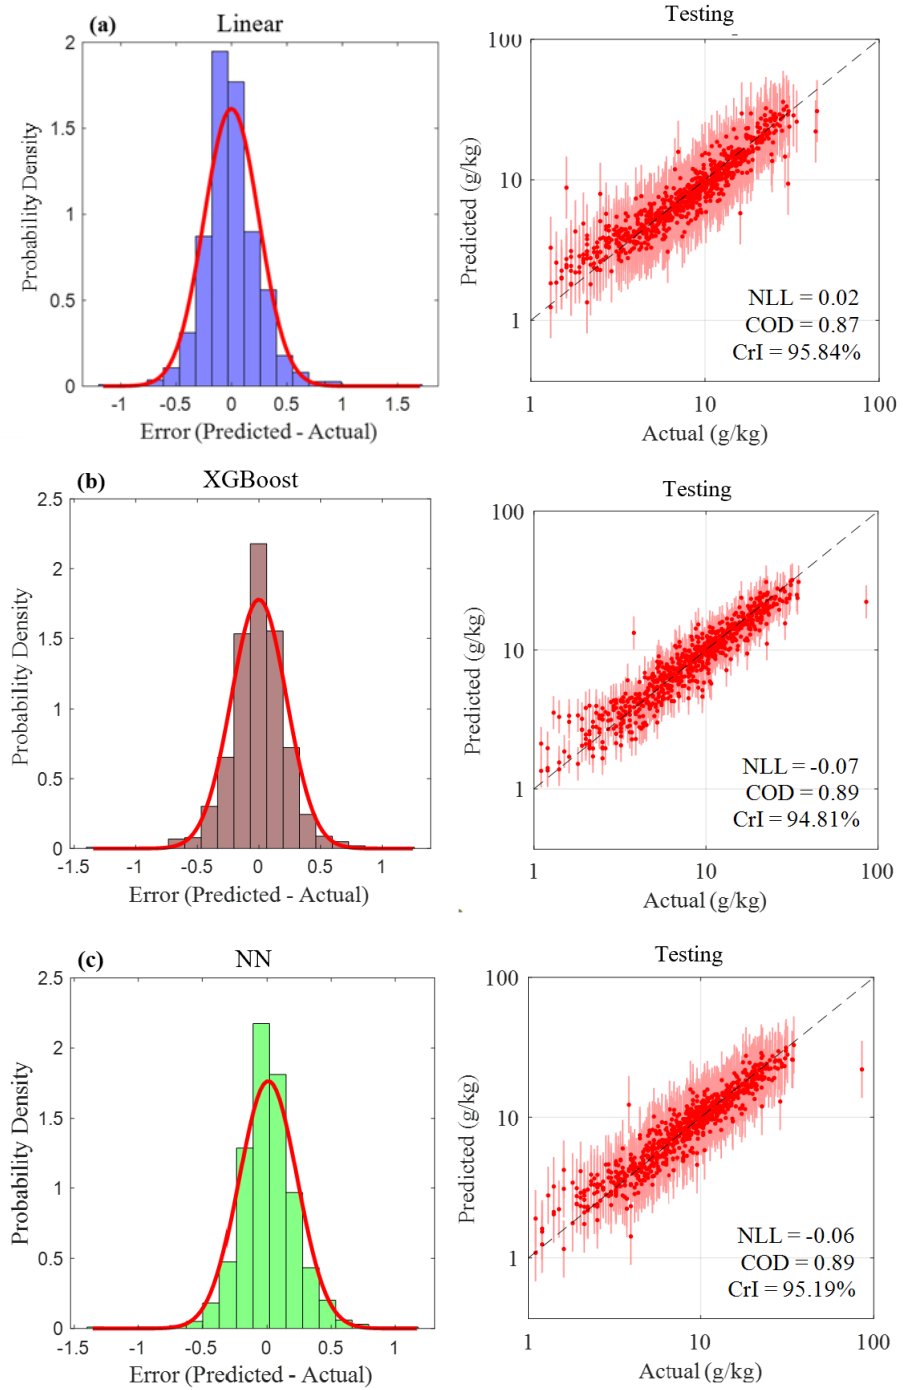 (a)
Linear
Probability Density
2
1.5
1
0.5
0
-1
-0.5
0
0.5
1
1.5
Error (Predicted - Actual)
Testing
Predicted (g/kg)
100
10
1
NLL = 0.02
COD = 0.87
CrI = 95.84%
1
10
100
Actual (g/kg)
(b)
XGBoost
Probability Density
2.5
2
1.5
1
0.5
0
-1.5
-1
-0.5
0
0.5
1
Error (Predicted - Actual)
Testing
Predicted (g/kg)
100
10
1
NLL = -0.07
COD = 0.89
CrI = 94.81%
1
10
100
Actual (g/kg)
(c)
NN
Probability Density
2.5
2
1.5
1
0.5
0
-1.5
-1
-0.5
0
0.5
1
Error (Predicted - Actual)
Testing
Predicted (g/kg)
100
10
1
NLL = -0.06
COD = 0.89
CrI = 95.19%
1
10
100
Actual (g/kg)